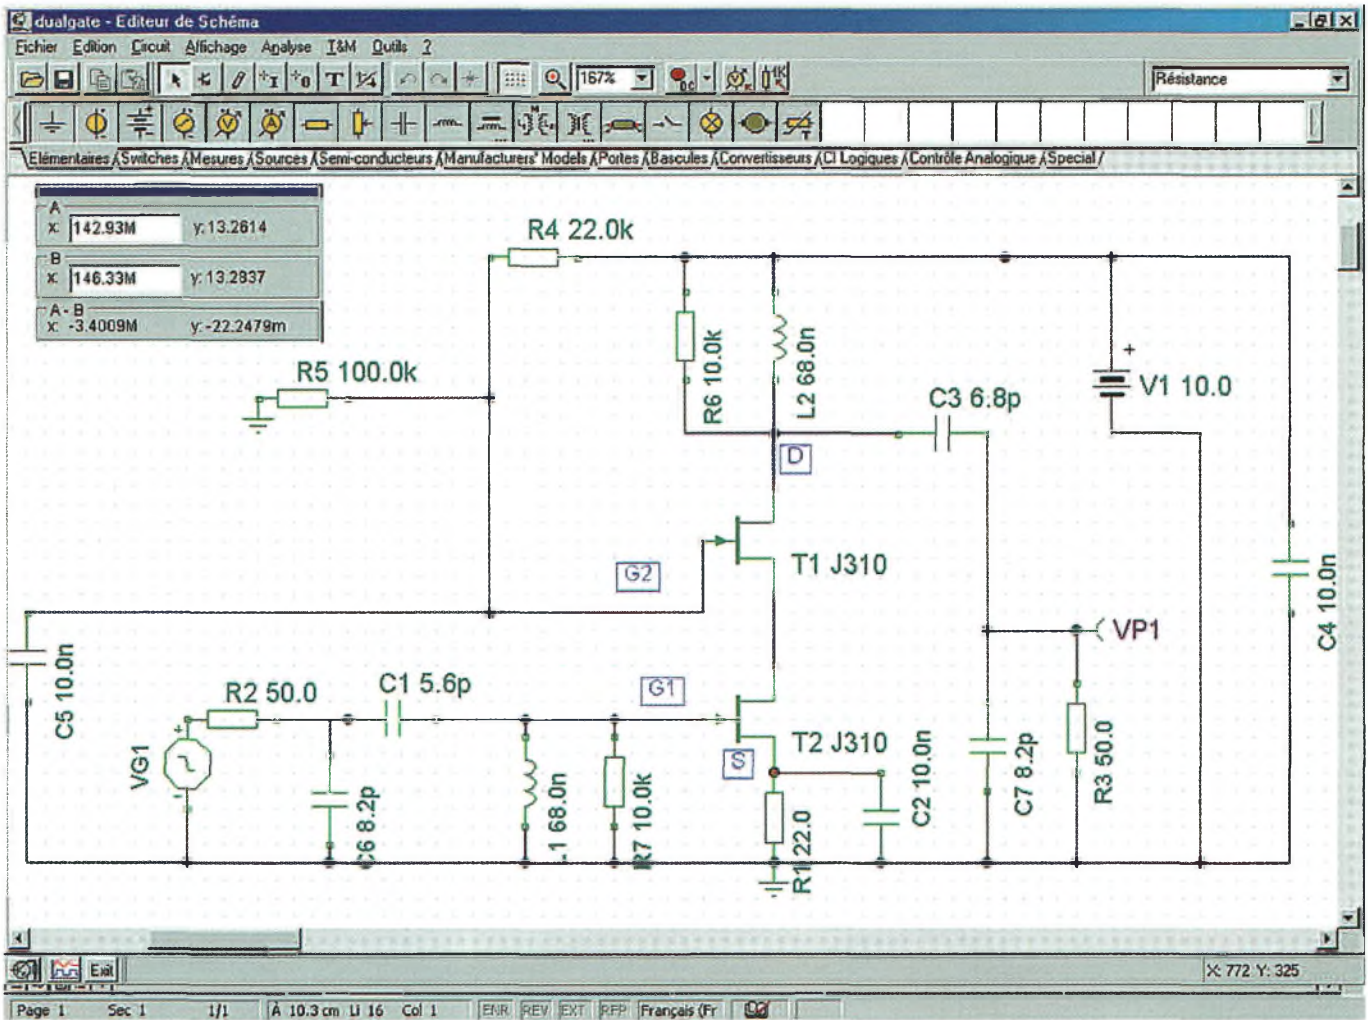 dualgate - Editeur de Schéma
Fichier Edition Circuit Affichage Analyse T&M Outils ?
167%
Résistance
Elémentaires Switches Mesures Sources Semi-conducteurs Manufacturers' Models Portes Bascules Convertisseurs CI Logiques Contrôle Analogique Special
A
x: 142.93M y: 13.2614
B
x: 146.33M y: 13.2837
A - B
x: -3.4009M y: -22.2479m
R4 22.0k
R5 100.0k
R6 10.0k
L2 68.0n
+
V1 10.0
C3 6.8p
D
T1 J310
G2
C4 10.0n
VP1
C5 10.0n
R2 50.0
C1 5.6p
G1
VG1
+
C6 8.2p
-1 68.0n
R7 10.0k
T2 J310
S
R1 22.0
C2 10.0n
C7 8.2p
R3 50.0
Exit
X: 772 Y: 325
Page 1 Sec 1 1/1 À 10.3 cm Li 16 Col 1 ENR REV EXT RFP Français (Fr